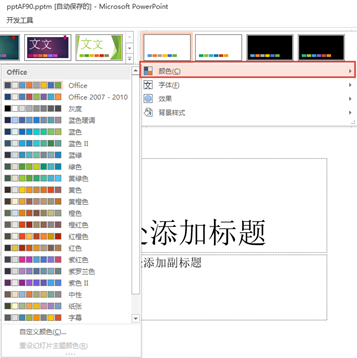 pptAF90.pptm [自动保存的] - Microsoft PowerPoint
开发工具
文文
文文
颜色(C)
字体(F)
效果
背景样式
Office
Office
Office 2007 - 2010
灰度
蓝色暖调
蓝色
蓝色 II
蓝绿
绿色
黄绿色
黄色
黄橙色
橙色
橙红色
红橙色
红色
紫红色
紫罗兰色
紫色 II
中性
纸张
字幕
自定义颜色(C)...
重设幻灯片主题颜色(R)
处添加标题
处添加副标题